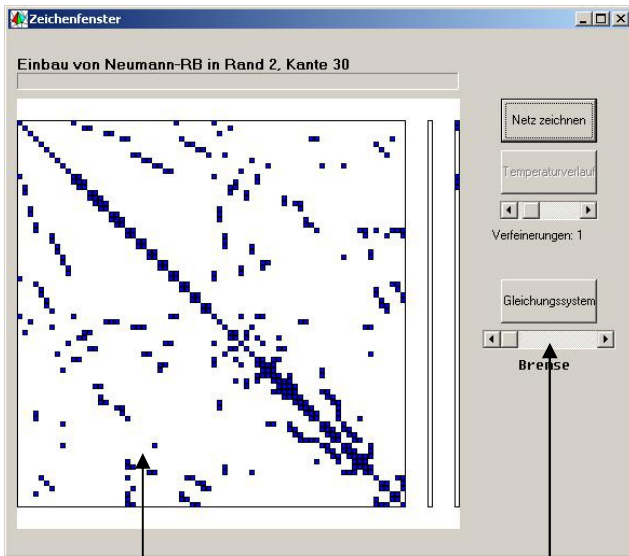 Zeichenfenster
Einbau von Neumann-RB in Rand 2, Kante 30
Netz zeichnen
Temperaturverlauf
Verfeinerungen: 1
Gleichungssystem
Bremse